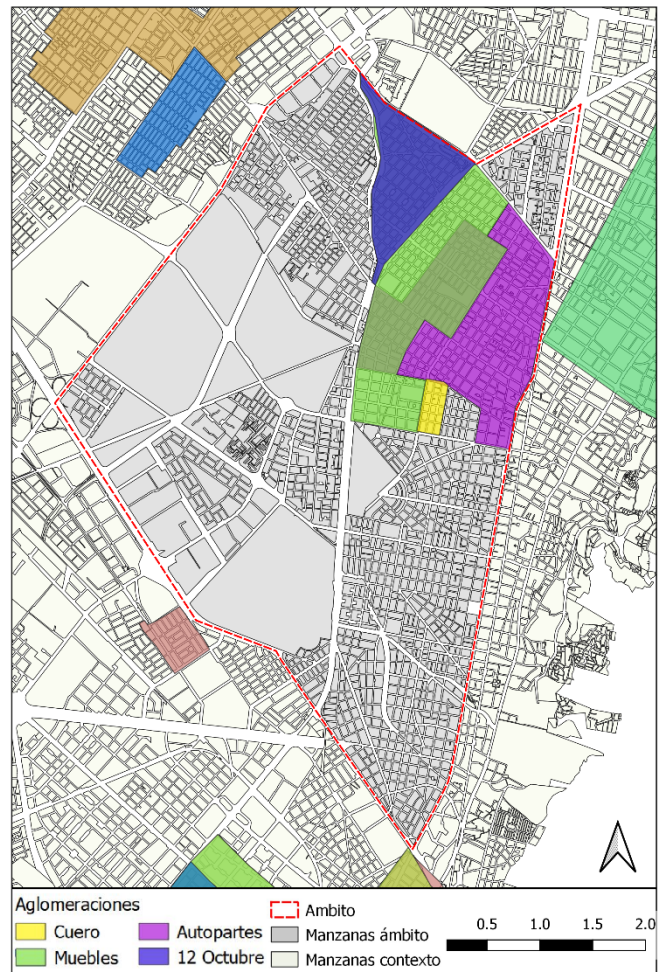 Aglomeraciones
Cuero
Muebles
Autopartes
12 Octubre
Ambito
Manzanas ámbito
Manzanas contexto
0.5 1.0 1.5 2.0